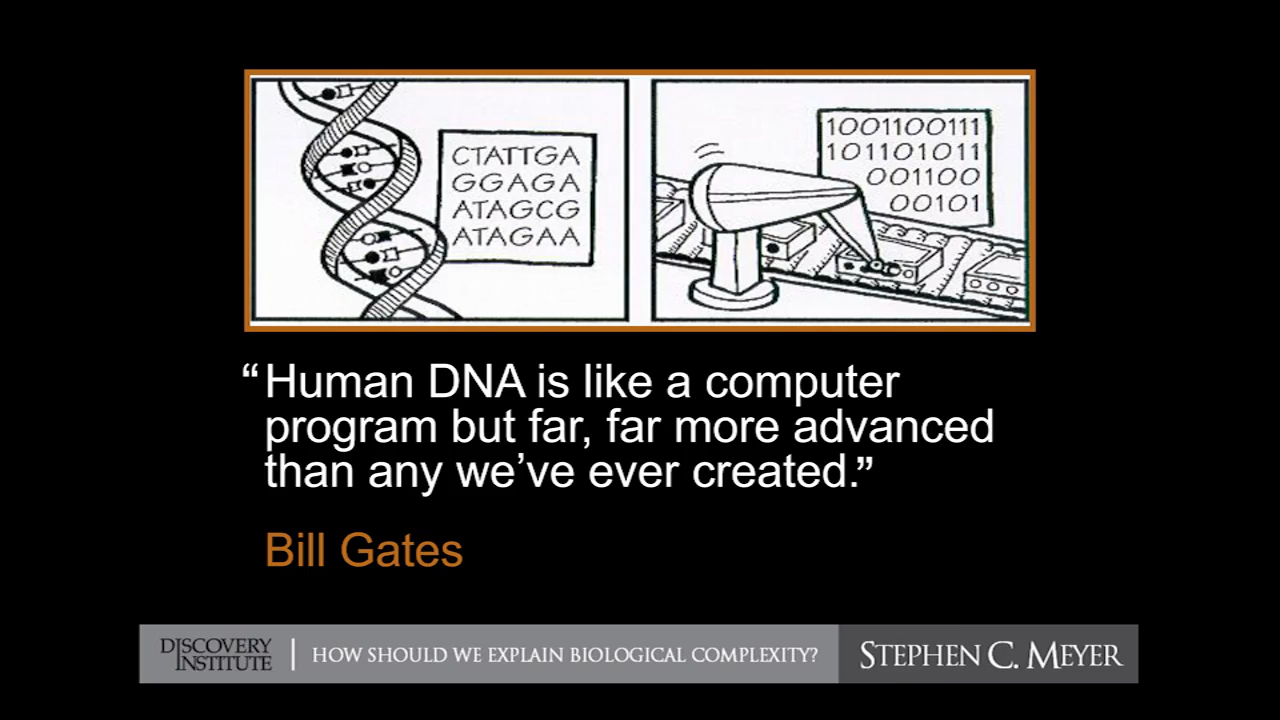 CTATTGA
GGAGA
ATAGCG
ATAGAA
1001100111
101101011
001100
00101
“Human DNA is like a computer
program but far, far more advanced
than any we’ve ever created.”
Bill Gates
DISCOVERY
INSTITUTE
HOW SHOULD WE EXPLAIN BIOLOGICAL COMPLEXITY?
STEPHEN C. MEYER